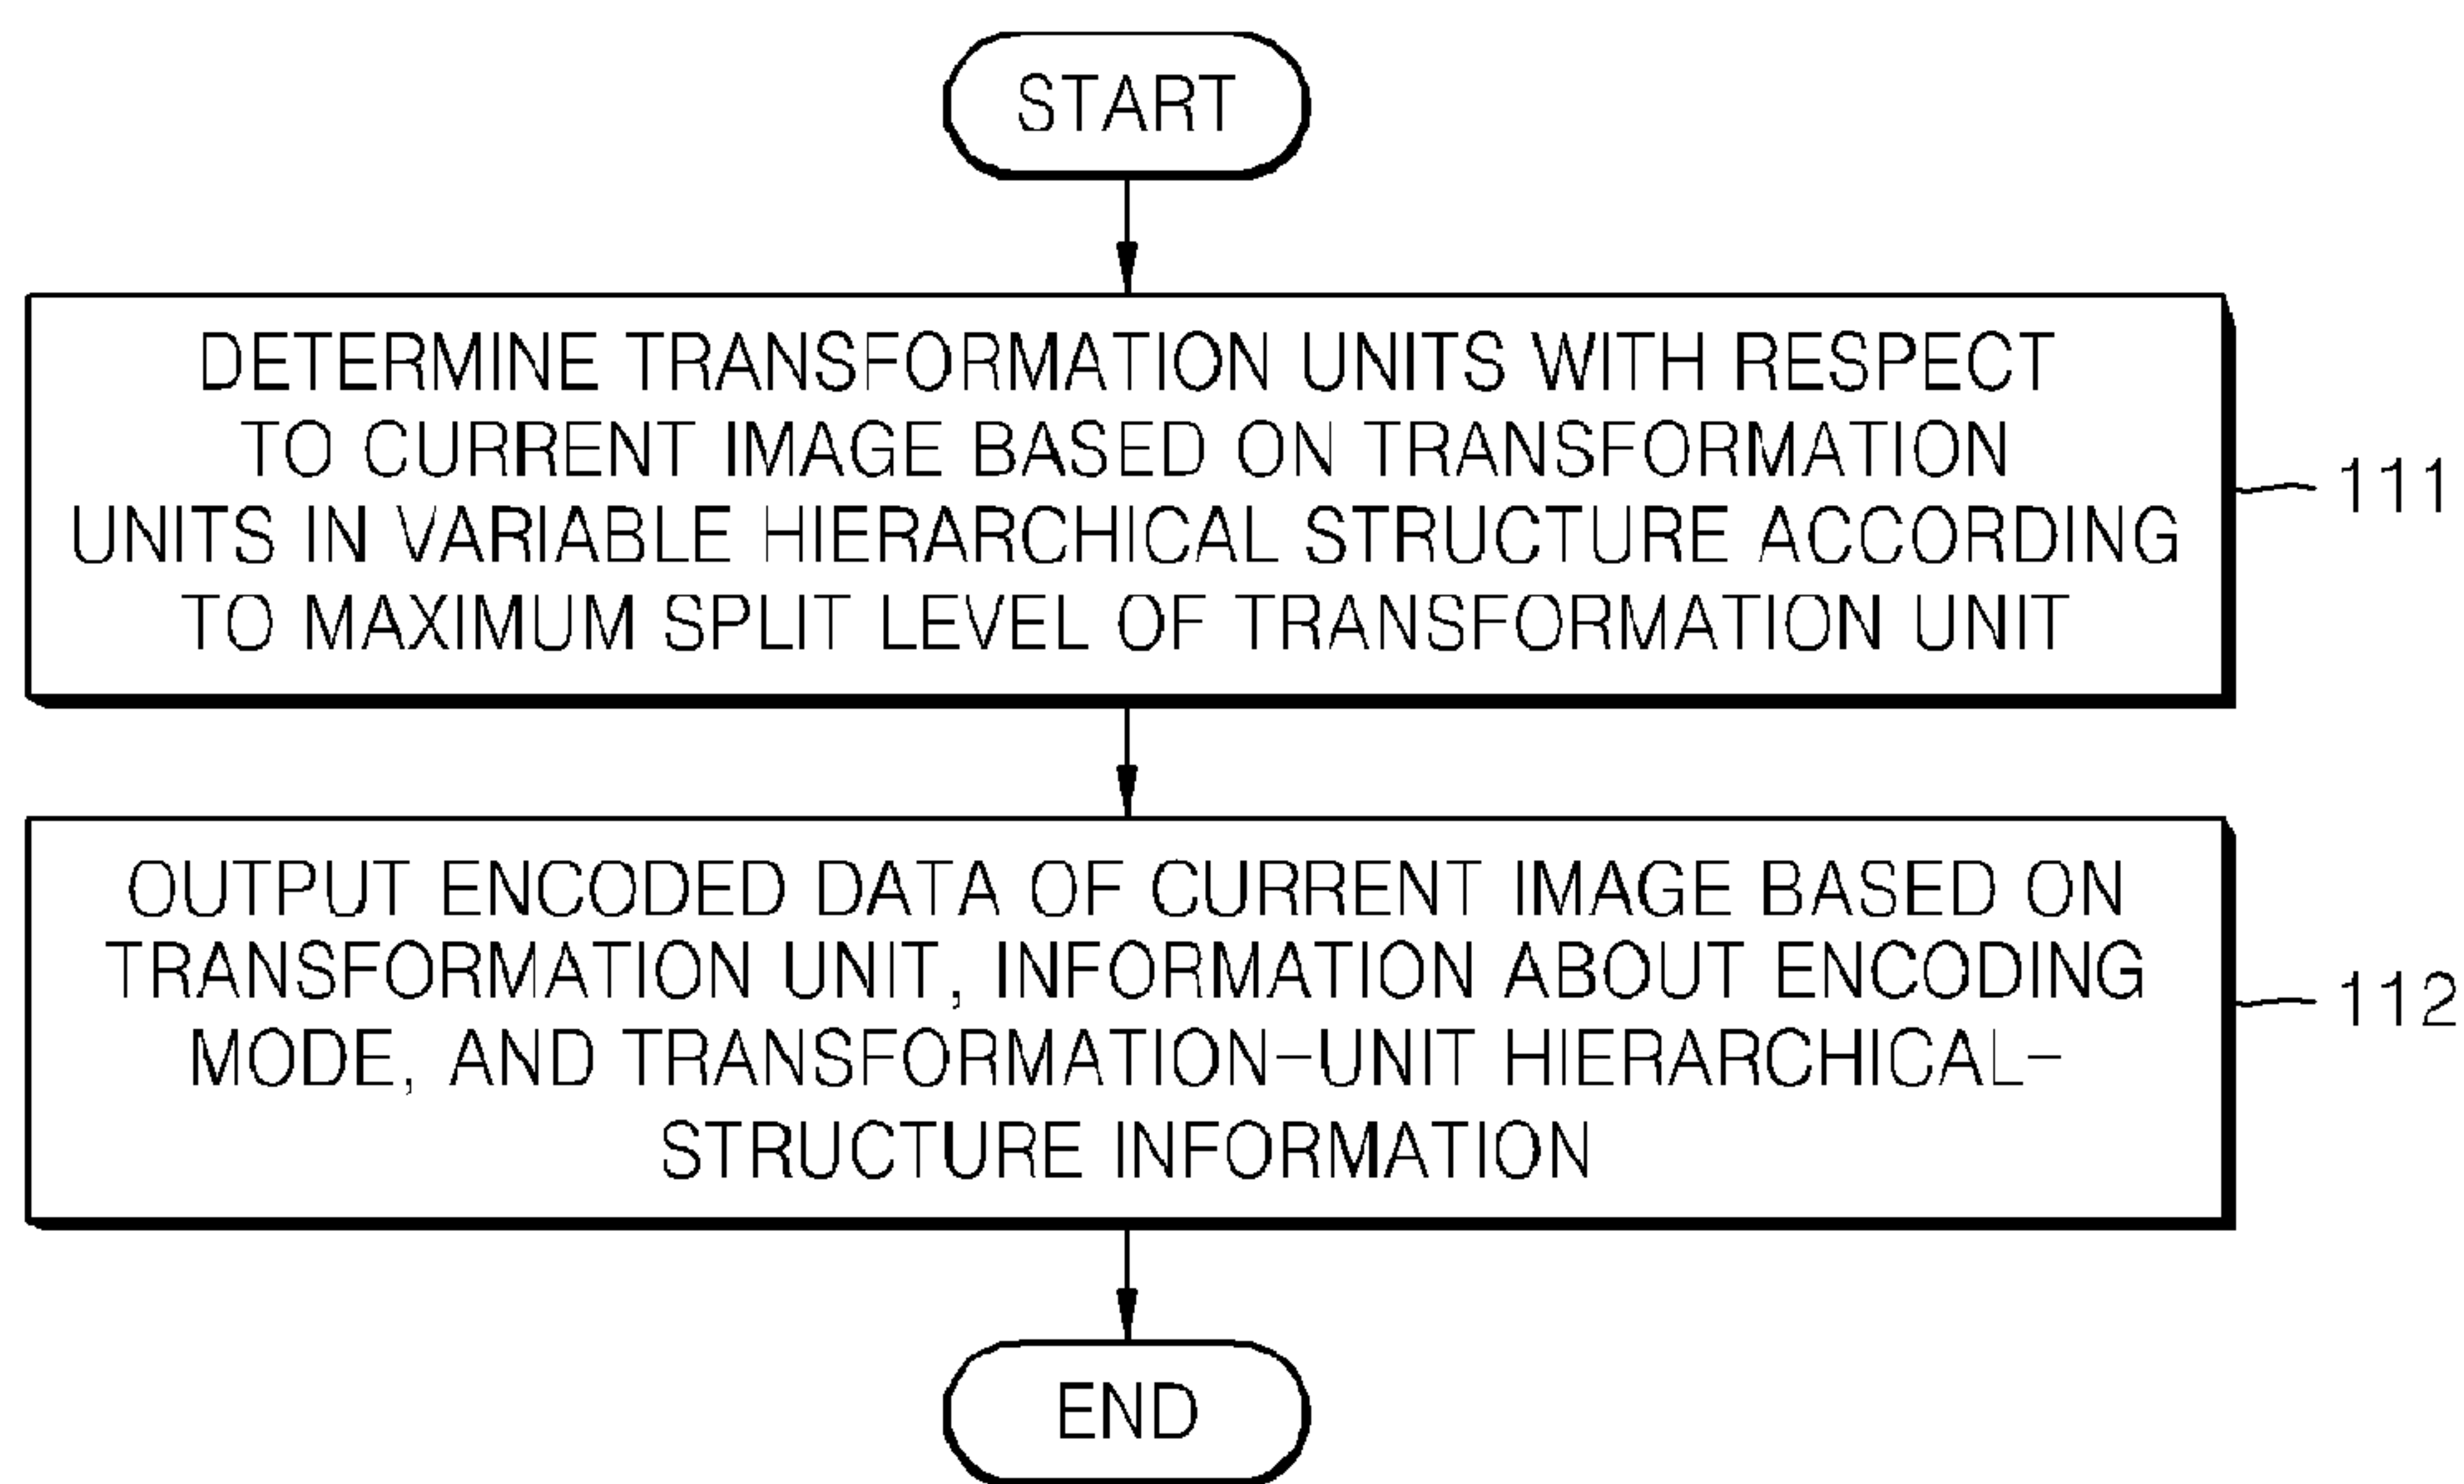 START
DETERMINE TRANSFORMATION UNITS WITH RESPECT
TO CURRENT IMAGE BASED ON TRANSFORMATION
UNITS IN VARIABLE HIERARCHICAL STRUCTURE ACCORDING
TO MAXIMUM SPLIT LEVEL OF TRANSFORMATION UNIT
111
OUTPUT ENCODED DATA OF CURRENT IMAGE BASED ON
TRANSFORMATION UNIT, INFORMATION ABOUT ENCODING
MODE, AND TRANSFORMATION-UNIT HIERARCHICAL-
STRUCTURE INFORMATION
112
END